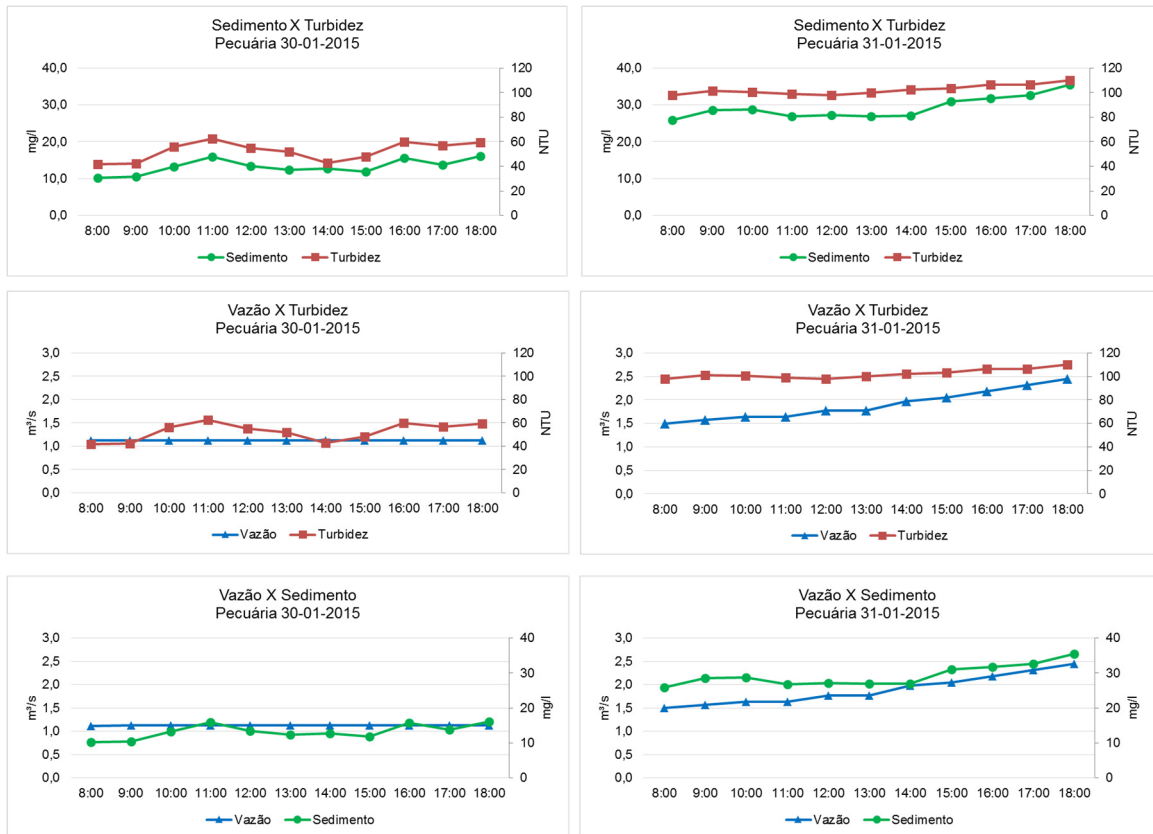 Sedimento X Turbidez
Pecuária 30-01-2015
40,0
30,0
20,0
10,0
0,0
mg/l
120
100
80
60
40
20
0
NTU
8:00 9:00 10:00 11:00 12:00 13:00 14:00 15:00 16:00 17:00 18:00
Sedimento Turbidez
Sedimento X Turbidez
Pecuária 31-01-2015
40,0
30,0
20,0
10,0
0,0
mg/l
120
100
80
60
40
20
0
NTU
8:00 9:00 10:00 11:00 12:00 13:00 14:00 15:00 16:00 17:00 18:00
Sedimento Turbidez
Vazão X Turbidez
Pecuária 30-01-2015
3,0
2,5
2,0
1,5
1,0
0,5
0,0
m³/s
120
100
80
60
40
20
0
NTU
8:00 9:00 10:00 11:00 12:00 13:00 14:00 15:00 16:00 17:00 18:00
Vazão Turbidez
Vazão X Turbidez
Pecuária 31-01-2015
3,0
2,5
2,0
1,5
1,0
0,5
0,0
m³/s
120
100
80
60
40
20
0
NTU
8:00 9:00 10:00 11:00 12:00 13:00 14:00 15:00 16:00 17:00 18:00
Vazão Turbidez
Vazão X Sedimento
Pecuária 30-01-2015
3,0
2,5
2,0
1,5
1,0
0,5
0,0
m³/s
40
30
20
10
0
mg/l
8:00 9:00 10:00 11:00 12:00 13:00 14:00 15:00 16:00 17:00 18:00
Vazão Sedimento
Vazão X Sedimento
Pecuária 31-01-2015
3,0
2,5
2,0
1,5
1,0
0,5
0,0
m³/s
40
30
20
10
0
mg/l
8:00 9:00 10:00 11:00 12:00 13:00 14:00 15:00 16:00 17:00 18:00
Vazão Sedimento